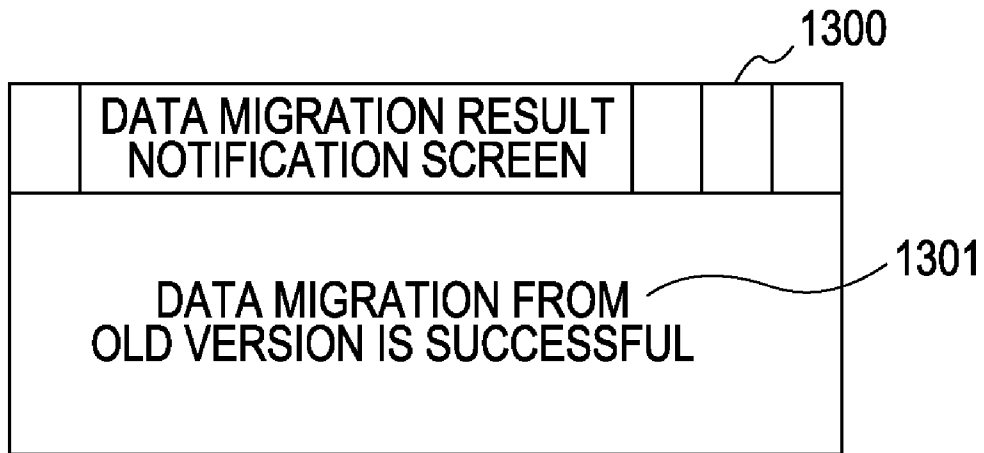 1300
DATA MIGRATION RESULT
NOTIFICATION SCREEN
1301
DATA MIGRATION FROM
OLD VERSION IS SUCCESSFUL